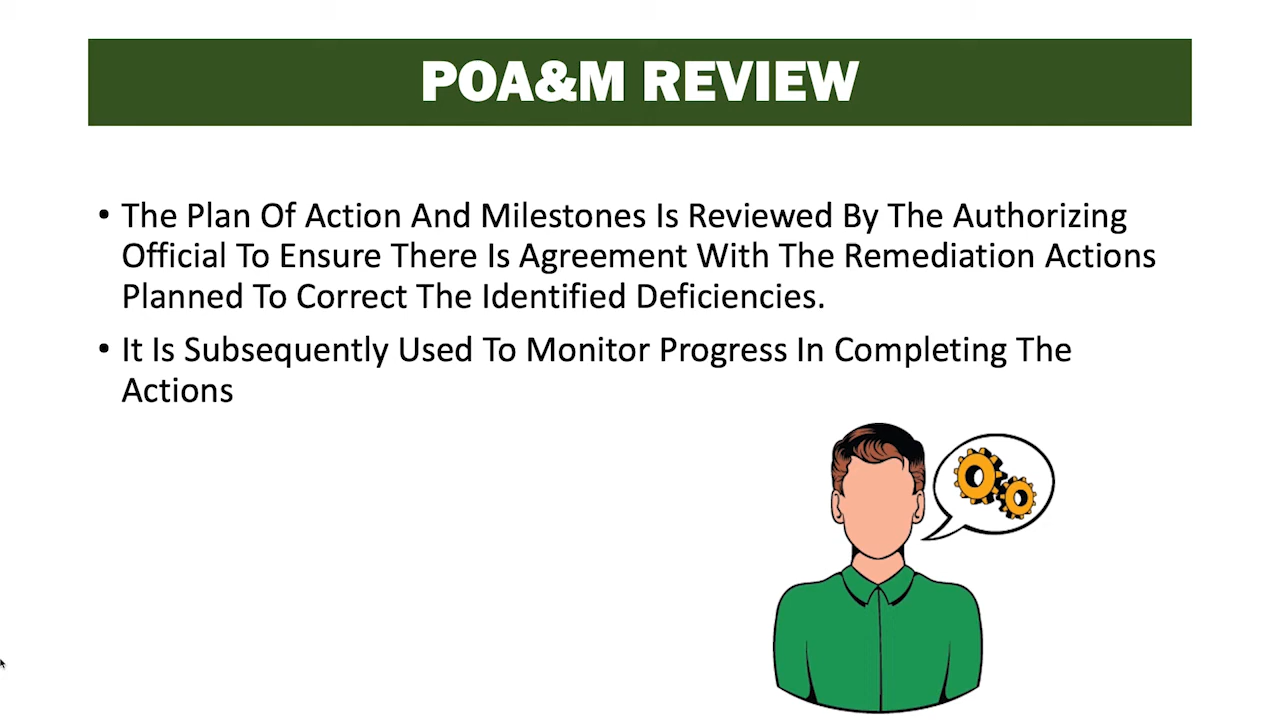 POA&M REVIEW
• The Plan Of Action And Milestones Is Reviewed By The Authorizing
Official To Ensure There Is Agreement With The Remediation Actions
Planned To Correct The Identified Deficiencies.
• It Is Subsequently Used To Monitor Progress In Completing The
Actions